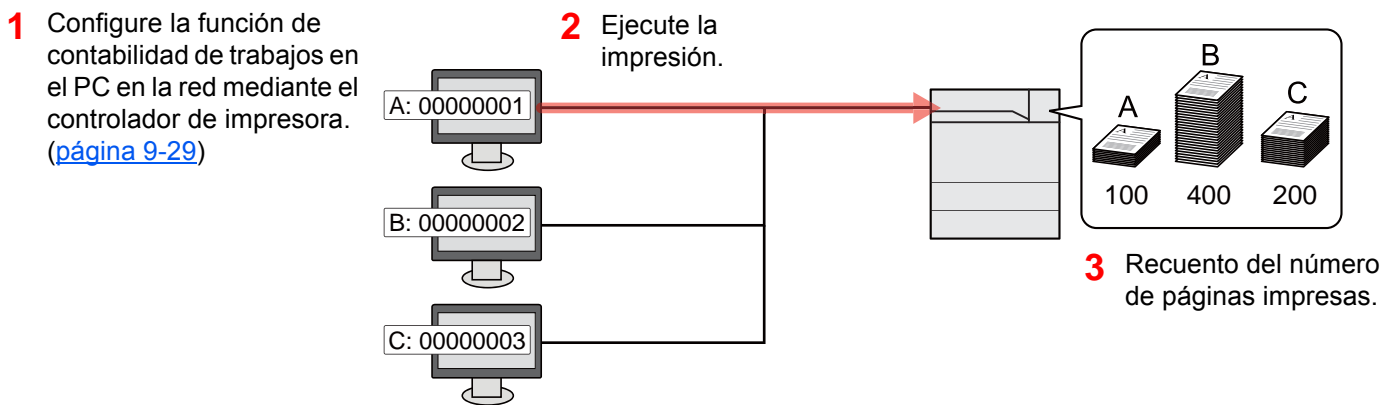 1 Configure la función de
contabilidad de trabajos en
el PC en la red mediante el
controlador de impresora.
(página 9-29)
2 Ejecute la
impresión.
A: 00000001
B: 00000002
C: 00000003
A
B
C
100
400
200
3 Recuento del número
de páginas impresas.